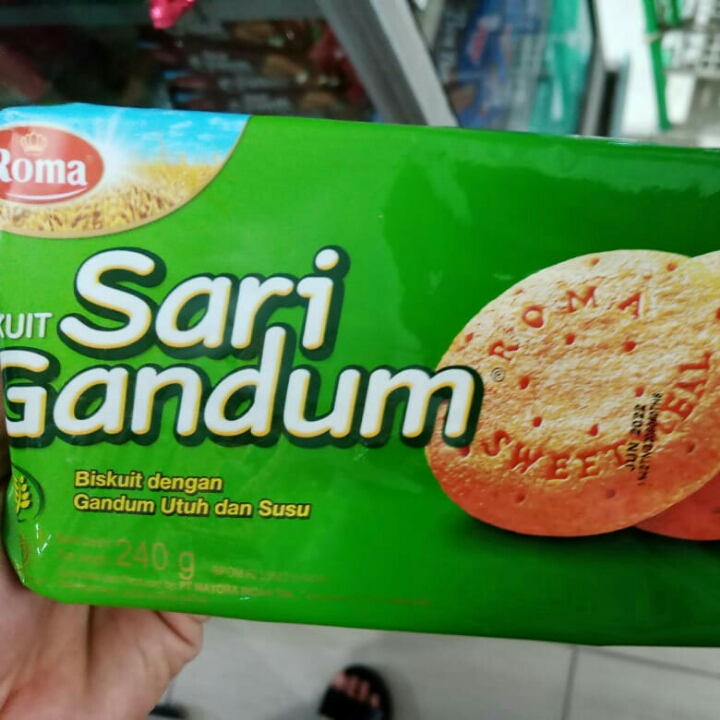 Roma
KUIT Sari
Gandum
®
Biskuit dengan
Gandum Utuh dan Susu
240 g
ROMA
SWEET
JUN 2022